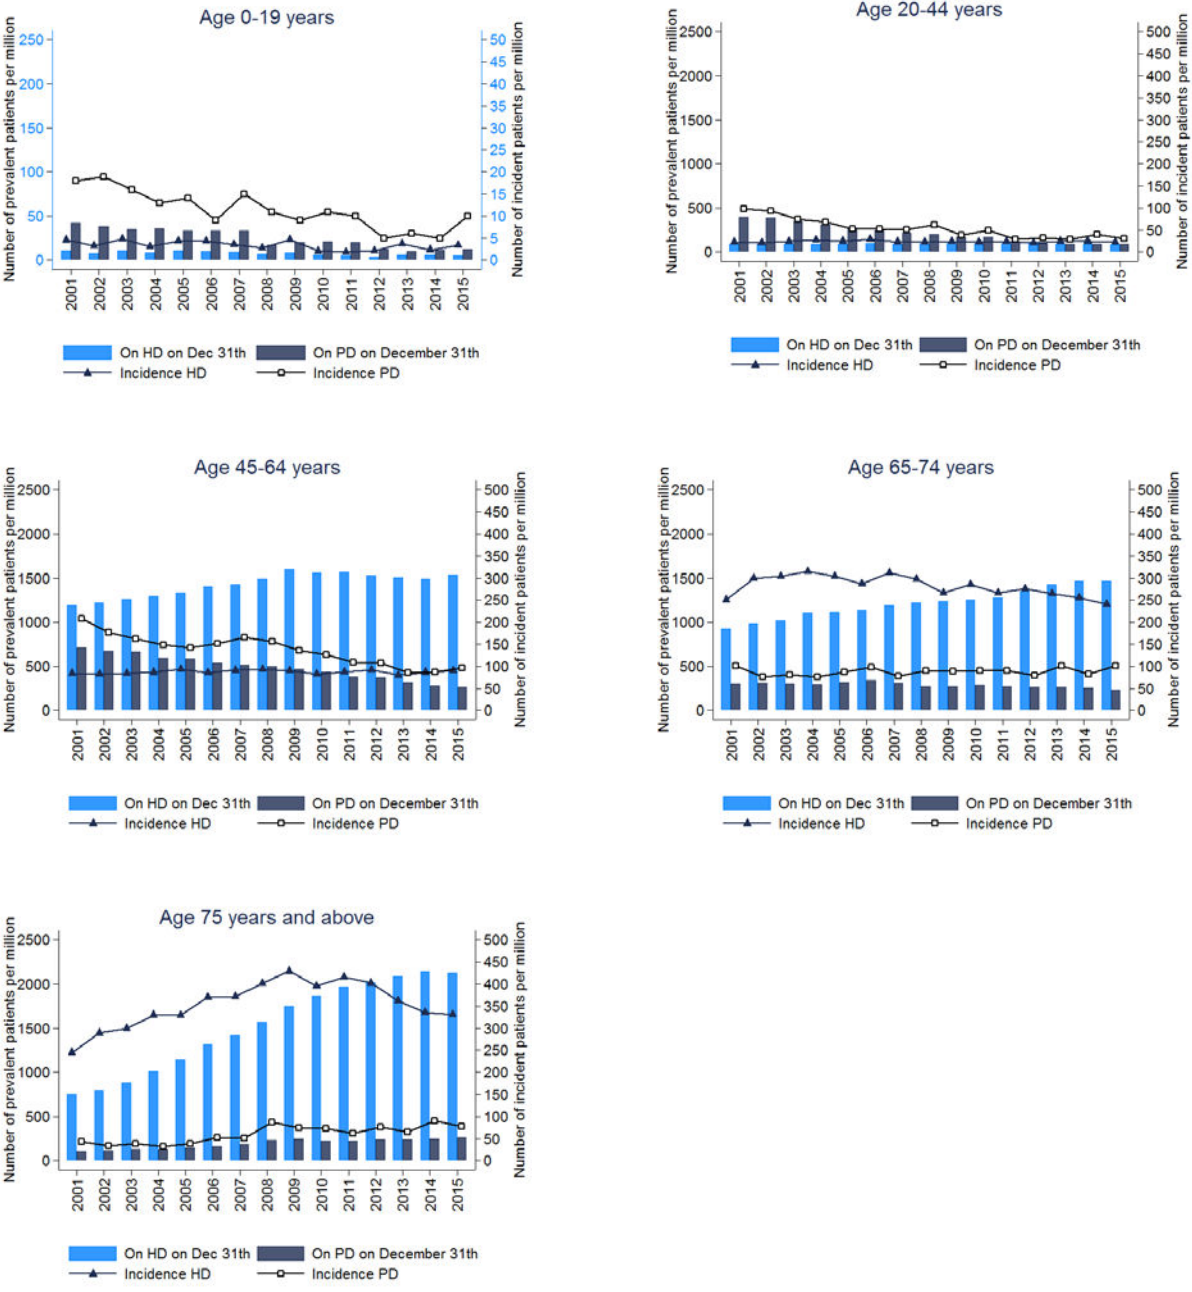 Age 0-19 years
Number of prevalent patients per million
250
200
150
100
50
0
50
45
40
35
30
25
20
15
10
5
0
Number of incident patients per million
2001 2002 2003 2004 2005 2006 2007 2008 2009 2010 2011 2012 2013 2014 2015
On HD on Dec 31th On PD on December 31th
Incidence HD Incidence PD
Age 20-44 years
Number of prevalent patients per million
2500
2000
1500
1000
500
0
500
450
400
350
300
250
200
150
100
50
0
Number of incident patients per million
2001 2002 2003 2004 2005 2006 2007 2008 2009 2010 2011 2012 2013 2014 2015
On HD on Dec 31th On PD on December 31th
Incidence HD Incidence PD
Age 45-64 years
Number of prevalent patients per million
2500
2000
1500
1000
500
0
500
450
400
350
300
250
200
150
100
50
0
Number of incident patients per million
2001 2002 2003 2004 2005 2006 2007 2008 2009 2010 2011 2012 2013 2014 2015
On HD on Dec 31th On PD on December 31th
Incidence HD Incidence PD
Age 65-74 years
Number of prevalent patients per million
2500
2000
1500
1000
500
0
500
450
400
350
300
250
200
150
100
50
0
Number of incident patients per million
2001 2002 2003 2004 2005 2006 2007 2008 2009 2010 2011 2012 2013 2014 2015
On HD on Dec 31th On PD on December 31th
Incidence HD Incidence PD
Age 75 years and above
Number of prevalent patients per million
2500
2000
1500
1000
500
0
500
450
400
350
300
250
200
150
100
50
0
Number of incident patients per million
2001 2002 2003 2004 2005 2006 2007 2008 2009 2010 2011 2012 2013 2014 2015
On HD on Dec 31th On PD on December 31th
Incidence HD Incidence PD